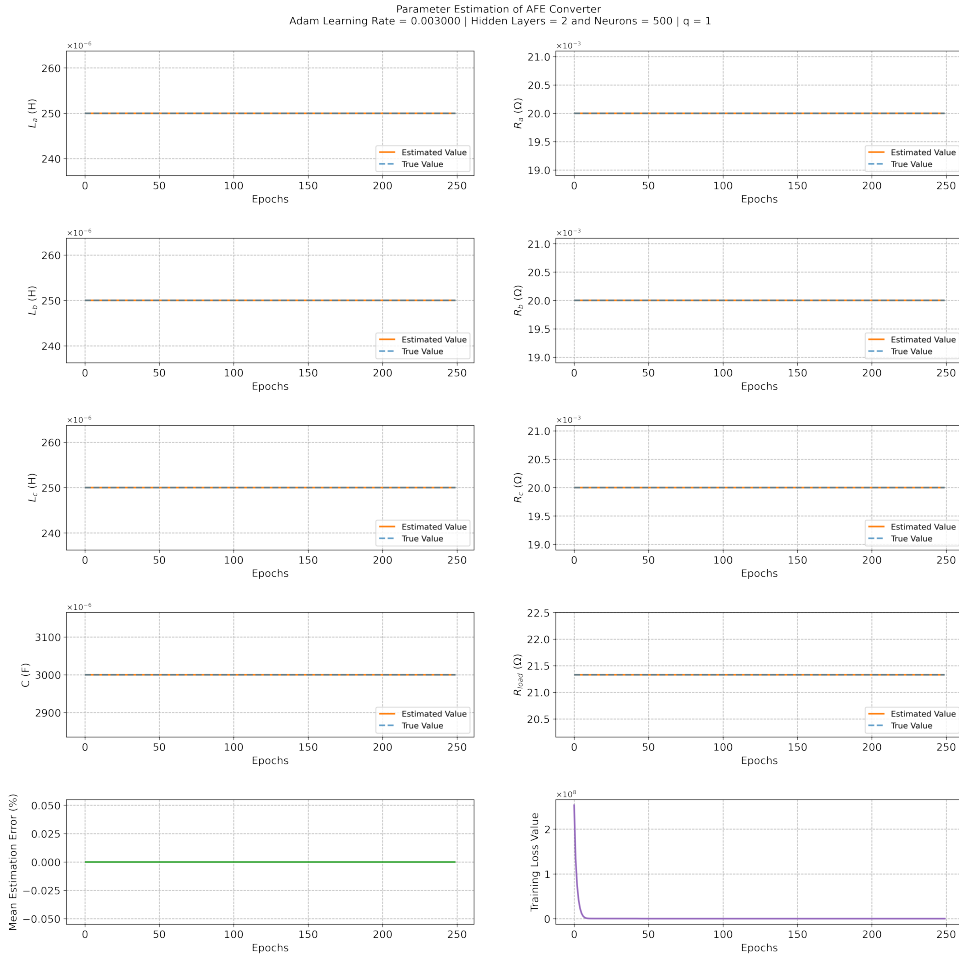 Parameter Estimation of AFE Converter
Adam Learning Rate = 0.003000 | Hidden Layers = 2 and Neurons = 500 | q = 1
×10⁻⁶
260
250
240
L_a (H)
0 50 100 150 200 250
Epochs
Estimated Value
True Value
×10⁻³
21.0
20.5
20.0
19.5
19.0
R_a (Ω)
0 50 100 150 200 250
Epochs
Estimated Value
True Value
×10⁻⁶
260
250
240
L_b (H)
0 50 100 150 200 250
Epochs
Estimated Value
True Value
×10⁻³
21.0
20.5
20.0
19.5
19.0
R_b (Ω)
0 50 100 150 200 250
Epochs
Estimated Value
True Value
×10⁻⁶
260
250
240
L_c (H)
0 50 100 150 200 250
Epochs
Estimated Value
True Value
×10⁻³
21.0
20.5
20.0
19.5
19.0
R_c (Ω)
0 50 100 150 200 250
Epochs
Estimated Value
True Value
×10⁻⁶
3100
3000
2900
C (F)
0 50 100 150 200 250
Epochs
Estimated Value
True Value
22.5
22.0
21.5
21.0
20.5
R_load (Ω)
0 50 100 150 200 250
Epochs
Estimated Value
True Value
0.050
0.025
0.000
−0.025
−0.050
Mean Estimation Error (%)
0 50 100 150 200 250
Epochs
×10⁸
2
1
0
Training Loss Value
0 50 100 150 200 250
Epochs